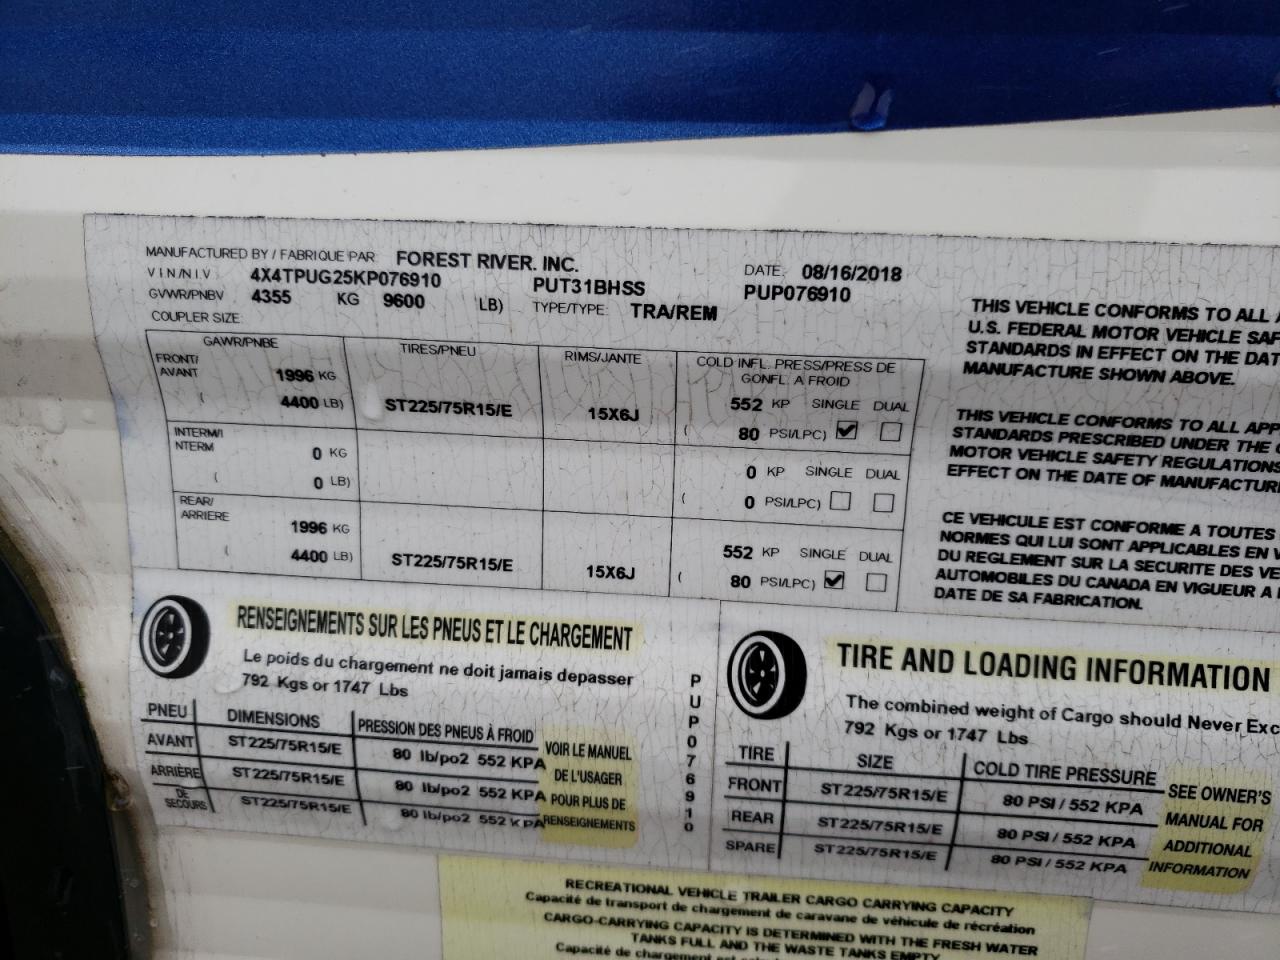 MANUFACTURED BY / FABRIQUE PAR FOREST RIVER, INC. DATE: 08/16/2018
VIN/N.I.V. 4X4TPUG25KP076910 PUT31BHSS PUP076910
GVWR/PNBV 4355 KG 9600 LB) TYPE/TYPE: TRA/REM
COUPLER SIZE:
GAWR/PNBE TIRES/PNEU RIMS/JANTE COLD INFL. PRESS/PRESS DE GONFL. A FROID
FRONT/ AVANT 1996 KG 552 KP SINGLE DUAL
( 4400 LB) ST225/75R15/E 15X6J ( 80 PSI/LPC)
INTERM/I NTERM 0 KG 0 KP SINGLE DUAL
( 0 LB) ( 0 PSI/LPC)
REAR/ ARRIERE 1996 KG 552 KP SINGLE DUAL
( 4400 LB) ST225/75R15/E 15X6J ( 80 PSI/LPC)
THIS VEHICLE CONFORMS TO ALL
U.S. FEDERAL MOTOR VEHICLE
STANDARDS IN EFFECT ON THE
MANUFACTURE SHOWN ABOVE.
THIS VEHICLE CONFORMS TO ALL
STANDARDS PRESCRIBED UNDER THE
MOTOR VEHICLE SAFETY REGULATIONS
EFFECT ON THE DATE OF
CE VEHICULE EST CONFORME A TOUTES
NORMES QUI LUI SONT APPLICABLES EN
DU REGLEMENT SUR LA SECURITE DES
AUTOMOBILES DU CANADA EN VIGUEUR A
DATE DE SA FABRICATION.
RENSEIGNEMENTS SUR LES PNEUS ET LE CHARGEMENT
Le poids du chargement ne doit jamais depasser
792 Kgs or 1747 Lbs
PNEU DIMENSIONS PRESSION DES PNEUS À FROID
AVANT ST225/75R15/E 80 lb/po2 552 KPA
ARRIÈRE ST225/75R15/E 80 lb/po2 552 KPA
DE SECOURS ST225/75R15/E 80 lb/po2 552 KPA
VOIR LE MANUEL
DE L'USAGER
POUR PLUS DE
RENSEIGNEMENTS
PUP076910
TIRE AND LOADING INFORMATION
The combined weight of Cargo should Never
792 Kgs or 1747 Lbs
TIRE SIZE COLD TIRE PRESSURE
FRONT ST225/75R15/E 80 PSI / 552 KPA
REAR ST225/75R15/E 80 PSI / 552 KPA
SPARE ST225/75R15/E 80 PSI / 552 KPA
SEE OWNER'S
MANUAL FOR
ADDITIONAL
INFORMATION
RECREATIONAL VEHICLE TRAILER CARGO CARRYING CAPACITY
Capacité de transport de chargement de caravane de véhicule de récréation
CARGO-CARRYING CAPACITY IS DETERMINED WITH THE FRESH WATER
TANKS FULL AND THE WASTE TANKS EMPTY
Capacité de chargement